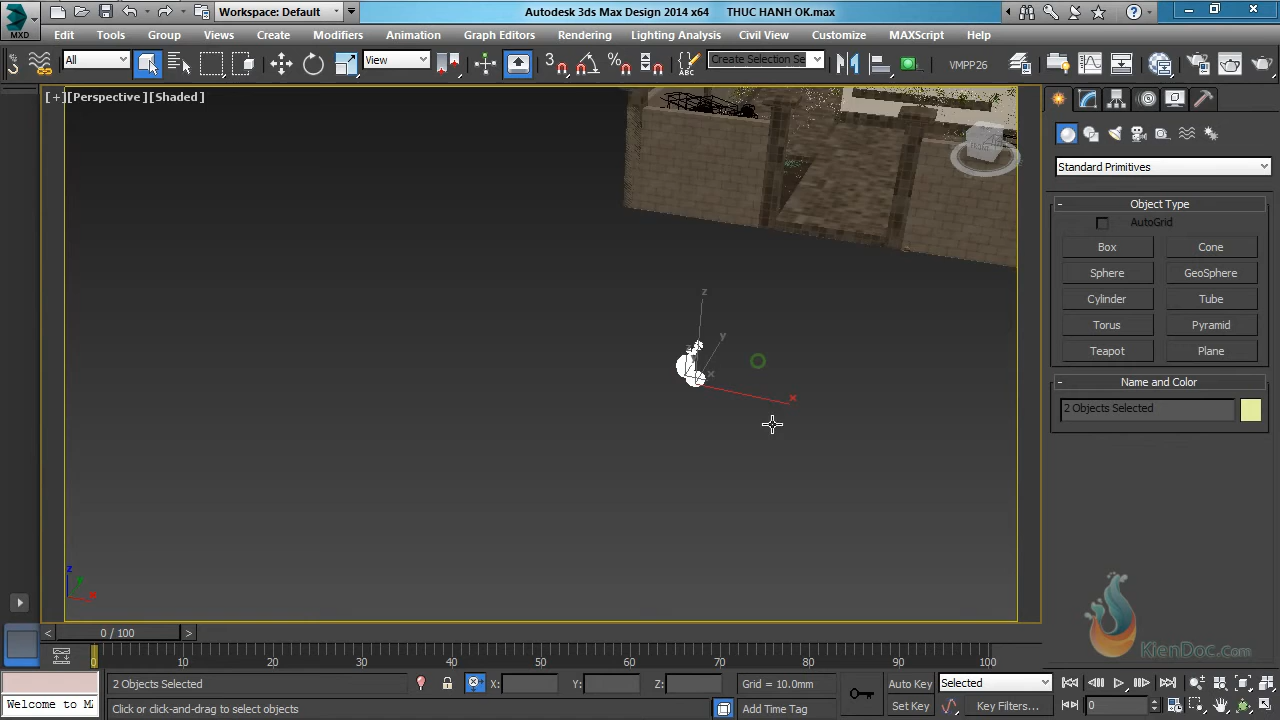 MXD
Workspace: Default
Autodesk 3ds Max Design 2014 x64 THUC HANH OK.max
Edit Tools Group Views Create Modifiers Animation Graph Editors Rendering Lighting Analysis Civil View Customize MAXScript Help
All View Create Selection Se VMPP26
[+][Perspective][Shaded]
Standard Primitives
- Object Type
AutoGrid
Box Cone
Sphere GeoSphere
Cylinder Tube
Torus Pyramid
Teapot Plane
- Name and Color
2 Objects Selected
z
y
x
x
z
y
x
KienDoc.com
< 0 / 100 >
0 10 20 30 40 50 60 70 80 90 100
2 Objects Selected X: Y: Z: Grid = 10.0mm Auto Key Selected
Welcome to M Click or click-and-drag to select objects Add Time Tag Set Key Key Filters... 0